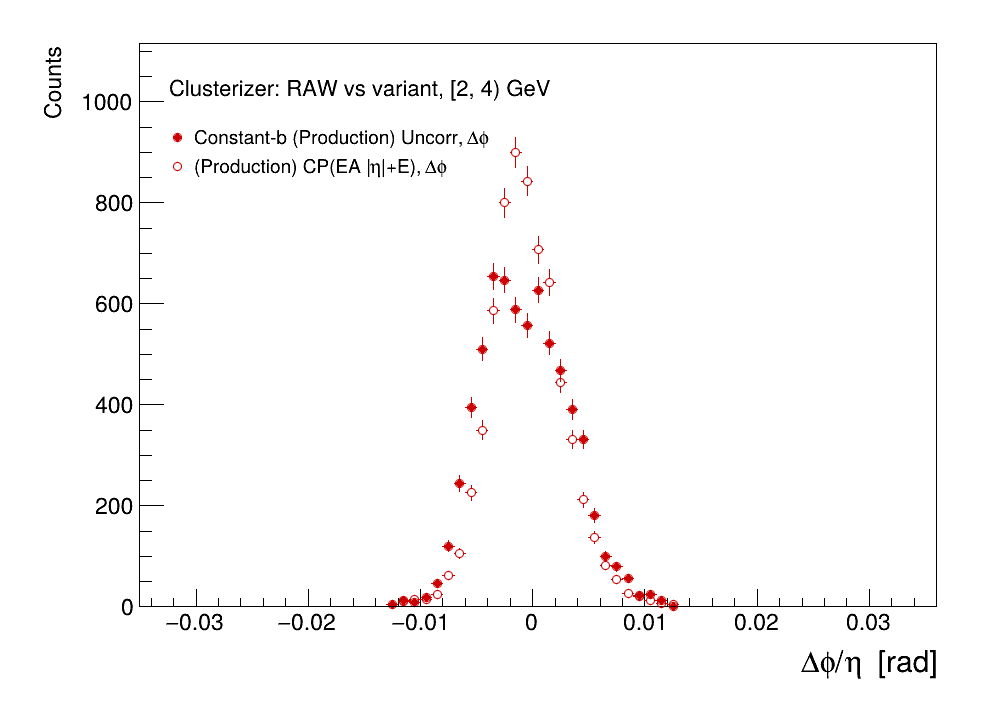 Counts
Clusterizer: RAW vs variant, [2, 4) GeV
Constant-b (Production) Uncorr, Δϕ
(Production) CP(EA |η|+E), Δϕ
1000
800
600
400
200
0
−0.03 −0.02 −0.01 0 0.01 0.02 0.03
Δϕ/η [rad]